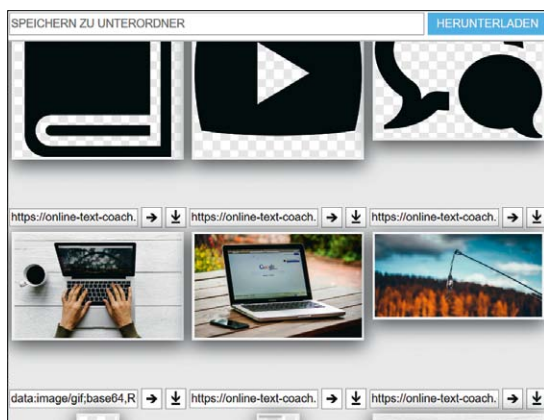 SPEICHERN ZU UNTERORDNER
HERUNTERLADEN
https://online-text-coach.
https://online-text-coach.
https://online-text-coach.
Google
data:image/gif;base64,R
https://online-text-coach.
https://online-text-coach.